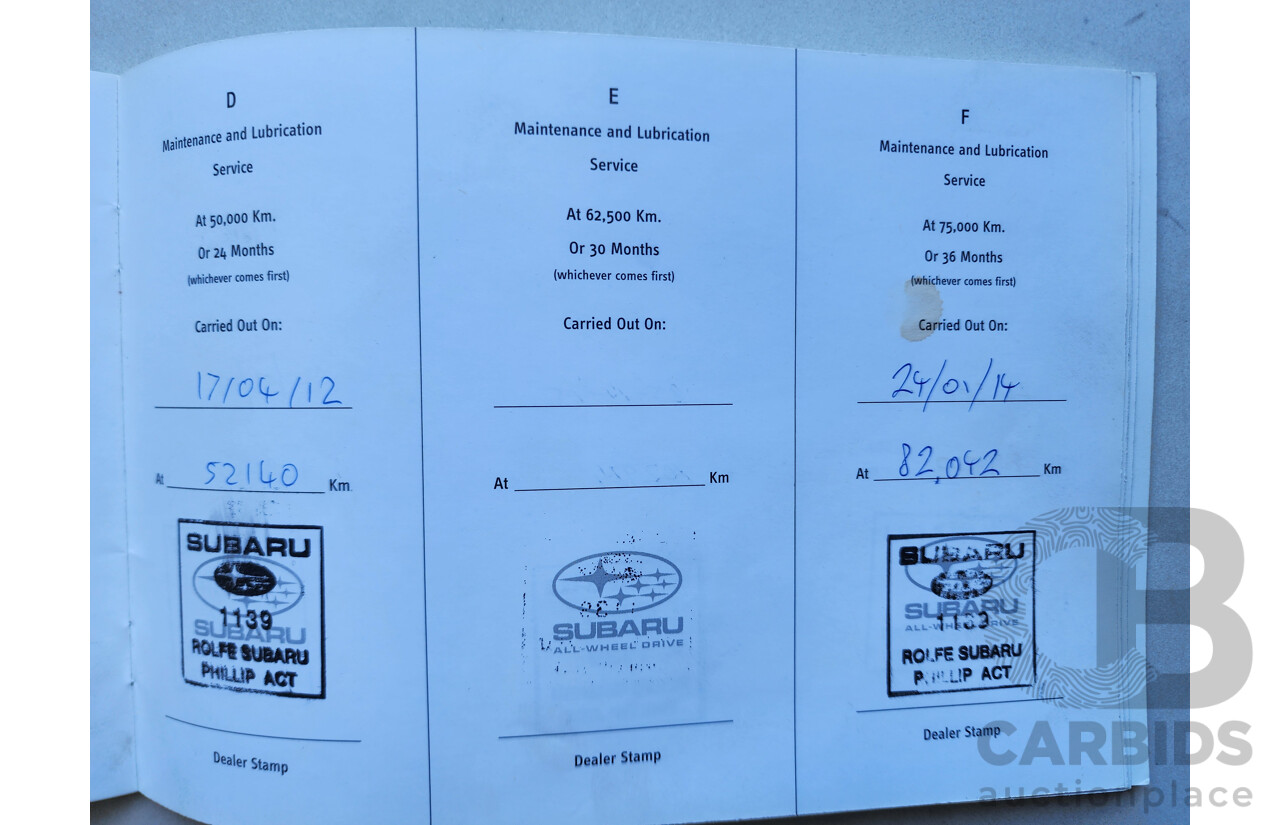 D
Maintenance and Lubrication
Service
At 50,000 Km.
Or 24 Months
(whichever comes first)
Carried Out On:
17/04/12
At 52140 Km
SUBARU
1139
SUBARU
ROLFE SUBARU
PHILLIP ACT
Dealer Stamp
E
Maintenance and Lubrication
Service
At 62,500 Km.
Or 30 Months
(whichever comes first)
Carried Out On:
At Km
SUBARU
ALL-WHEEL DRIVE
Dealer Stamp
F
Maintenance and Lubrication
Service
At 75,000 Km.
Or 36 Months
(whichever comes first)
Carried Out On:
24/01/14
At 82,042 Km
SUBARU
SUBARU
ALL-WHEEL DRIVE
1139
ROLFE SUBARU
PHILLIP ACT
Dealer Stamp
CARBIDS
auctionplace